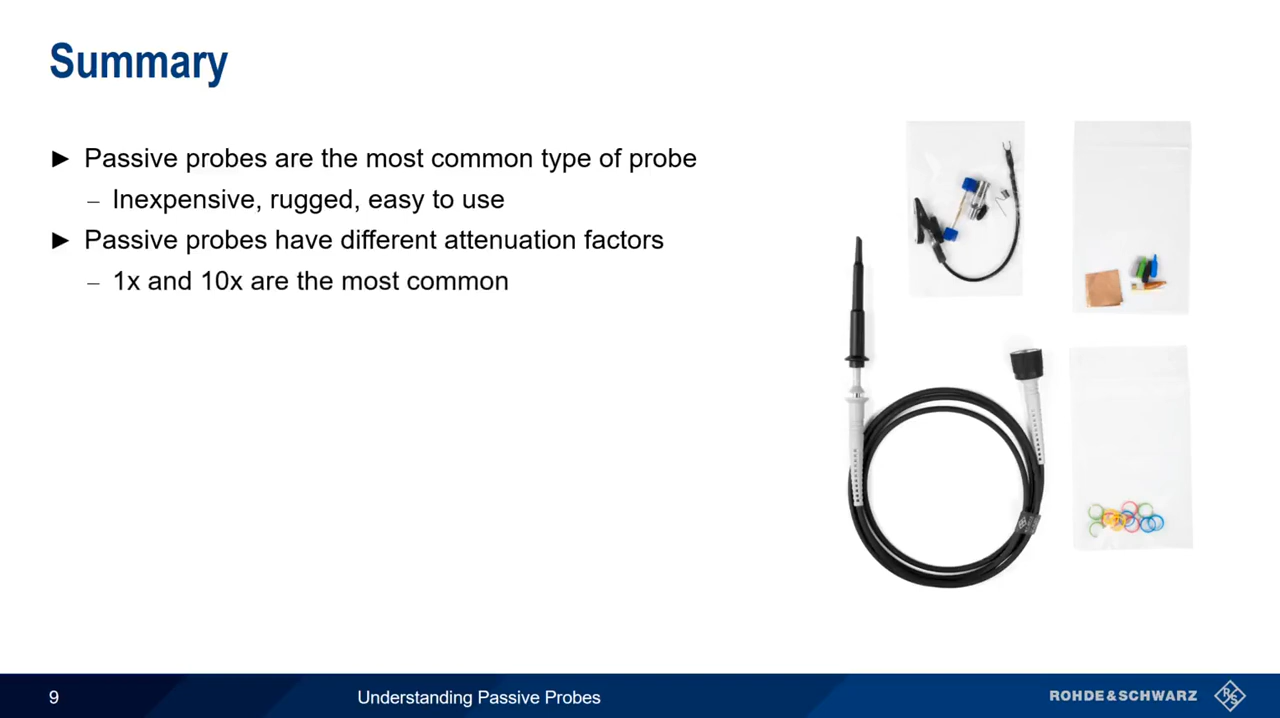 Summary
► Passive probes are the most common type of probe
– Inexpensive, rugged, easy to use
► Passive probes have different attenuation factors
– 1x and 10x are the most common
9
Understanding Passive Probes
ROHDE&SCHWARZ
R&S